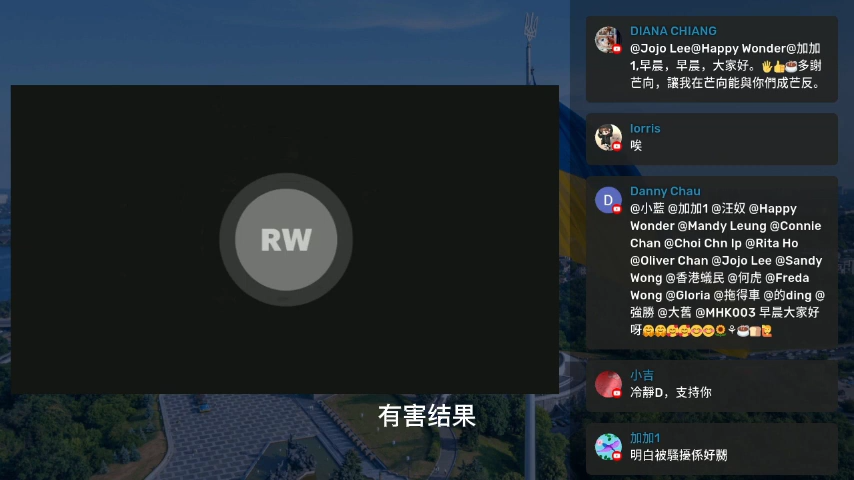 DIANA CHIANG
@Jojo Lee@Happy Wonder@加加
1,早晨，早晨，大家好。🖐👍🍰多謝
芒向，讓我在芒向能與你們成芒反。
lorris
唉
D
Danny Chau
@小藍 @加加1 @汪奴 @Happy
Wonder @Mandy Leung @Connie
Chan @Choi Chn Ip @Rita Ho
@Oliver Chan @Jojo Lee @Sandy
Wong @香港蟻民 @何虎 @Freda
Wong @Gloria @拖得車 @的ding @
強勝 @大舊 @MHK003 早晨大家好
呀
小吉
冷靜D，支持你
加加1
明白被騷擾係好嬲
RW
有害结果